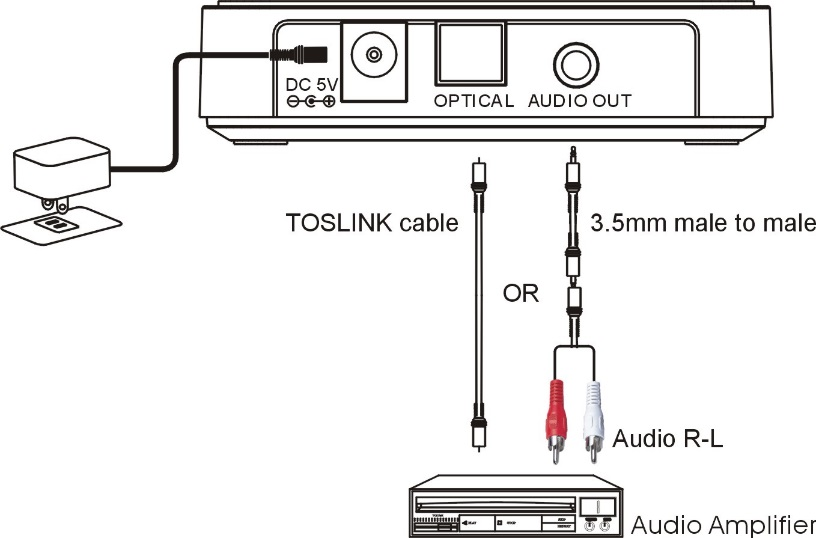 DC 5V
OPTICAL
AUDIO OUT
TOSLINK cable
3.5mm male to male
OR
Audio R-L
Audio Amplifier